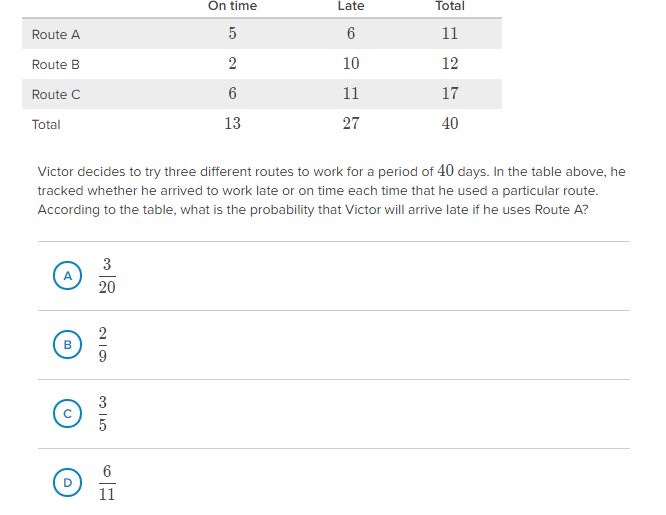 On time Late Total
Route A 5 6 11
Route B 2 10 12
Route C 6 11 17
Total 13 27 40
Victor decides to try three different routes to work for a period of 40 days. In the table above, he
tracked whether he arrived to work late or on time each time that he used a particular route.
According to the table, what is the probability that Victor will arrive late if he uses Route A?
A 3/20
B 2/9
C 3/5
D 6/11